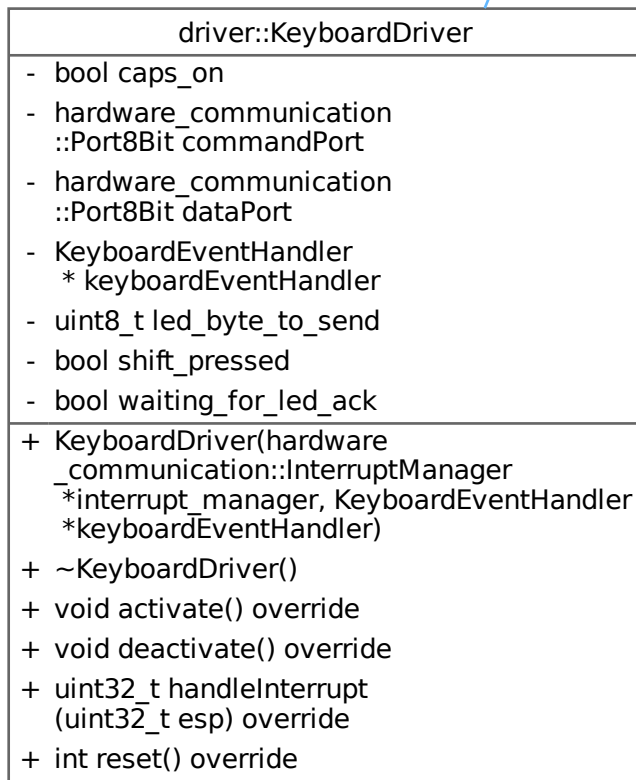 driver::KeyboardDriver
- bool caps_on
- hardware_communication
::Port8Bit commandPort
- hardware_communication
::Port8Bit dataPort
- KeyboardEventHandler
* keyboardEventHandler
- uint8_t led_byte_to_send
- bool shift_pressed
- bool waiting_for_led_ack
+ KeyboardDriver(hardware
_communication::InterruptManager
*interrupt_manager, KeyboardEventHandler
*keyboardEventHandler)
+ ~KeyboardDriver()
+ void activate() override
+ void deactivate() override
+ uint32_t handleInterrupt
(uint32_t esp) override
+ int reset() override